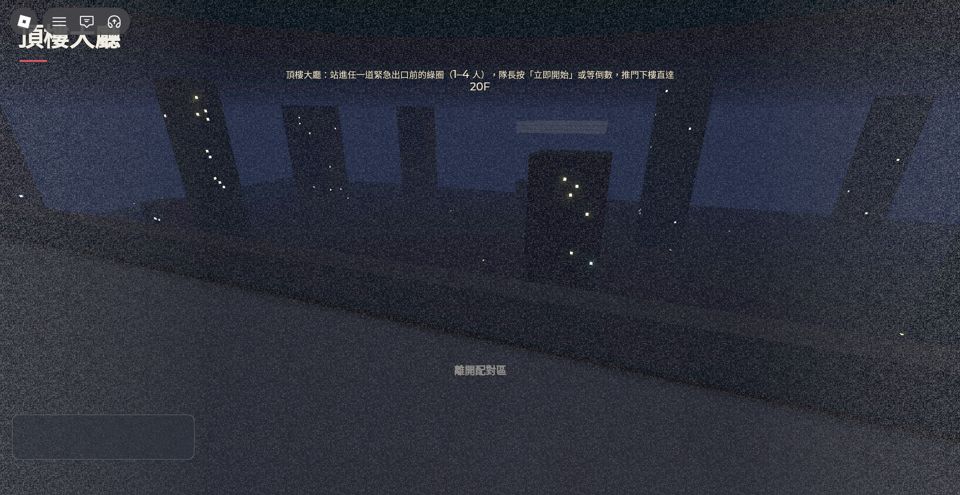 頂樓大廳
頂樓大廳：站進任一道緊急出口前的綠圈（1–4 人），隊長按「立即開始」或等倒數，推門下樓直達
20F
離開配對區